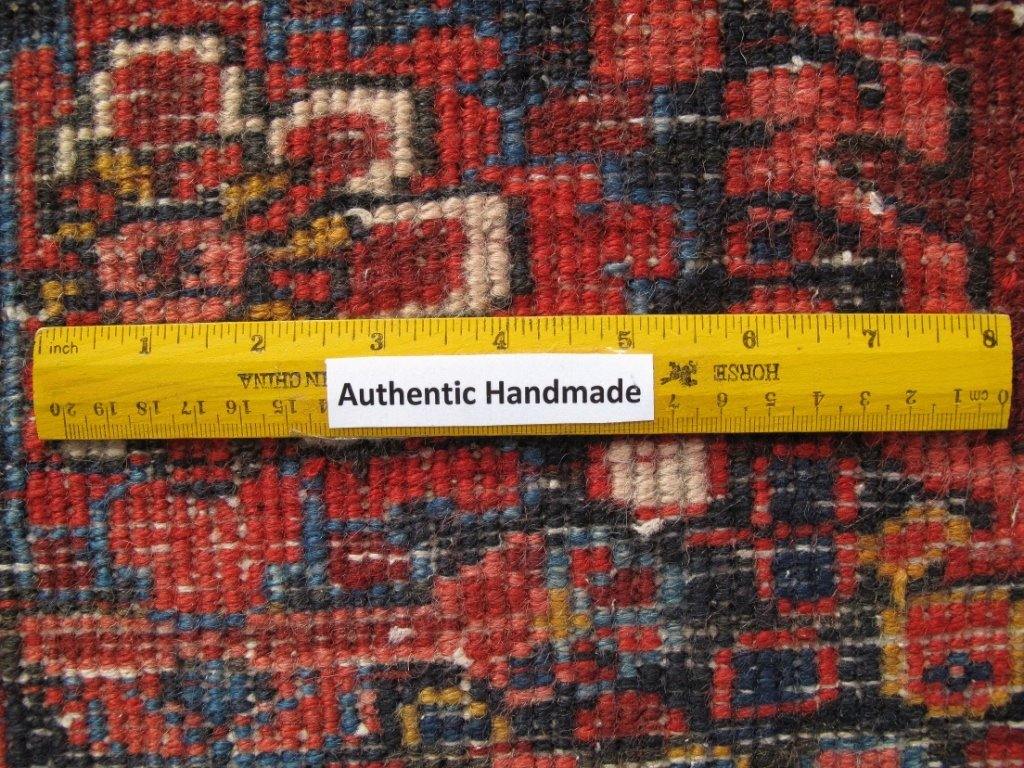 inch 1 2 3 4 5 6 7 8
IN CHINA
HORSE
Authentic Handmade
20 19 18 17 16 15 14 7 6 5 4 3 2 1 cm 0